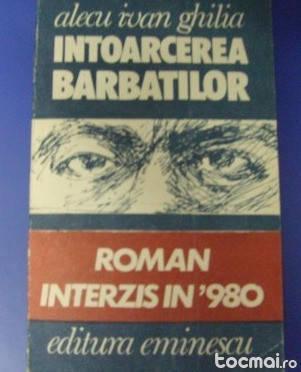 alecu ivan ghilia
INTOARCEREA
BARBATILOR
ROMAN
INTERZIS IN '980
editura eminescu
tocmai.ro